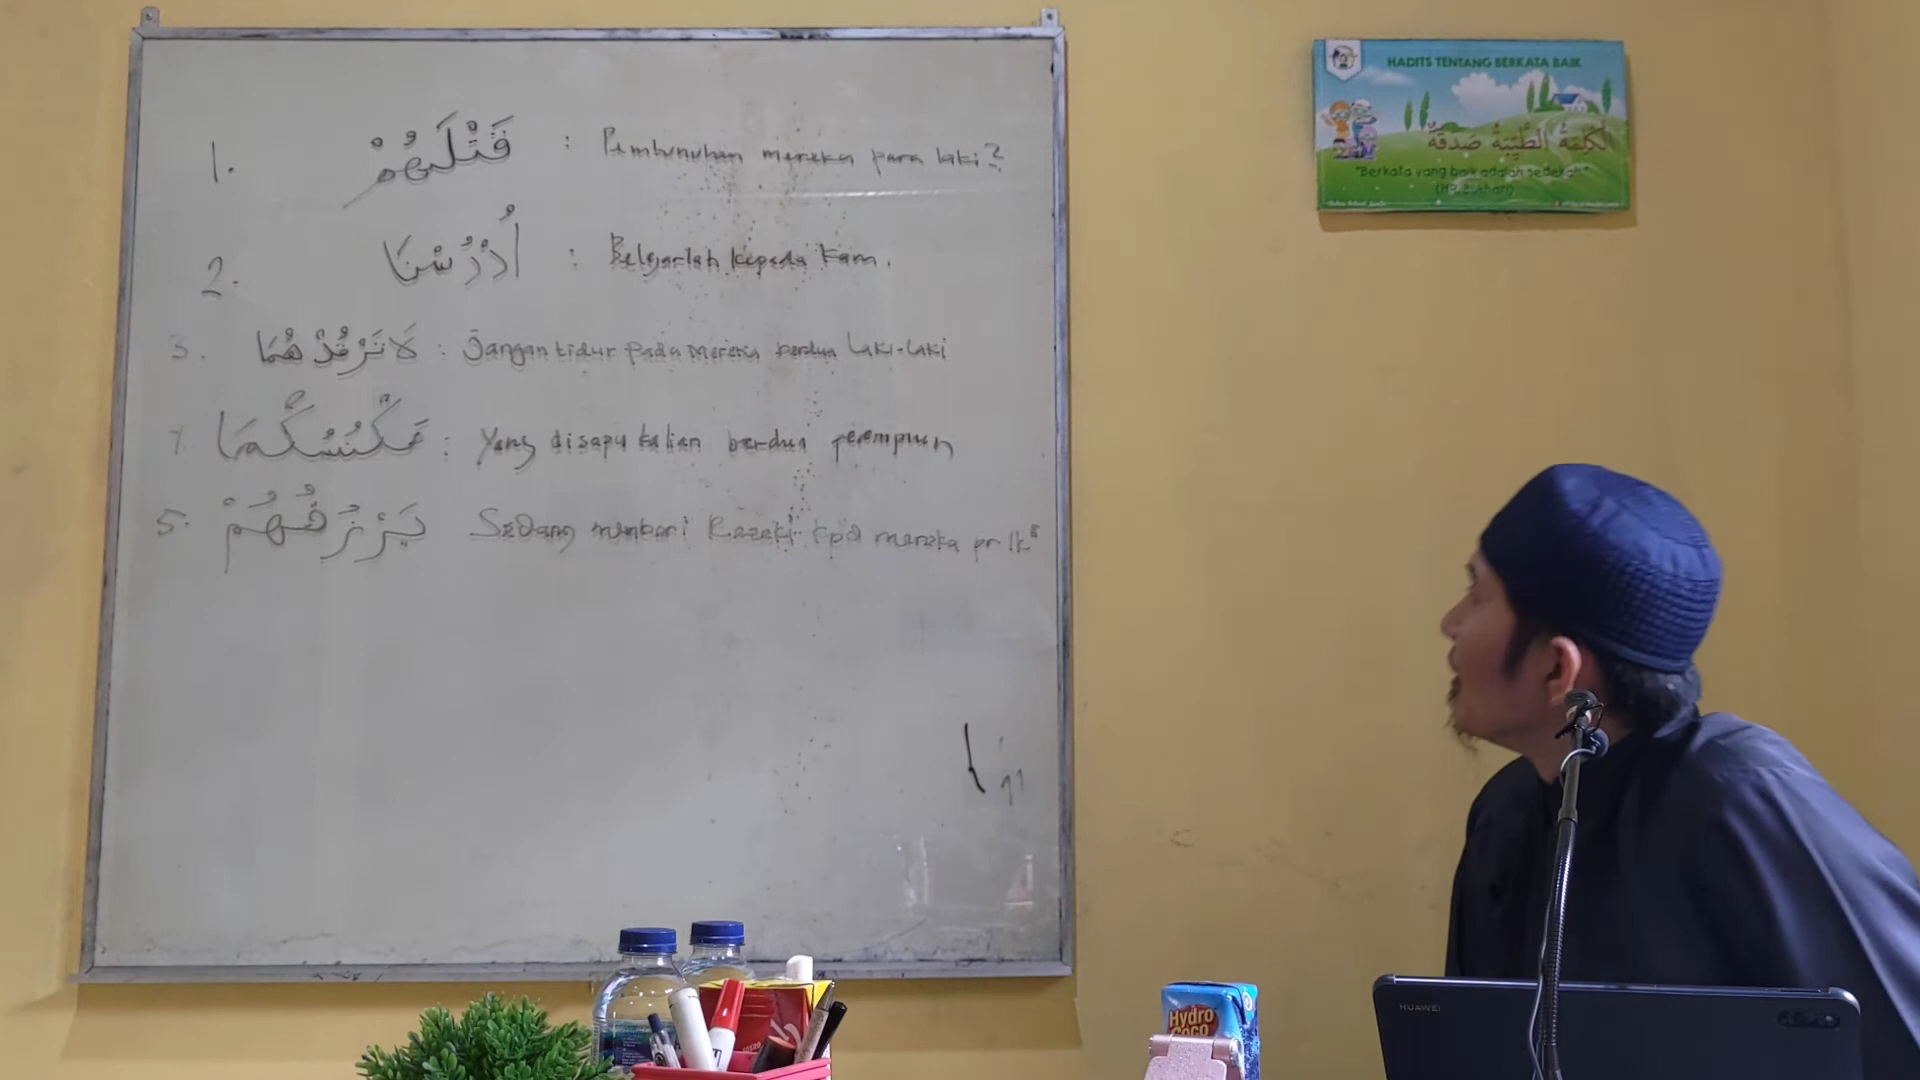 1. قَتْلَهُمْ : Pembunuhan mereka para laki2
2. اُدْرُسْنَا : Belajarlah kepada kami.
3. لَا تَرْقُدْهُمَا : Jangan tidur pada mereka berdua Laki-Laki
4. مَكْنُسُكُمَا : Yang disapu kalian berdua perempuan
5. يَرْزُقُهُمْ Sedang memberi Rezeki kpd mereka pr lk²
HADITS TENTANG BERKATA BAIK
الْكَلِمَةُ الطَّيِّبَةُ صَدَقَةٌ
"Berkata yang baik adalah sedekah"
(HR. Bukhari)
Hydro
Coco
HUAWEI